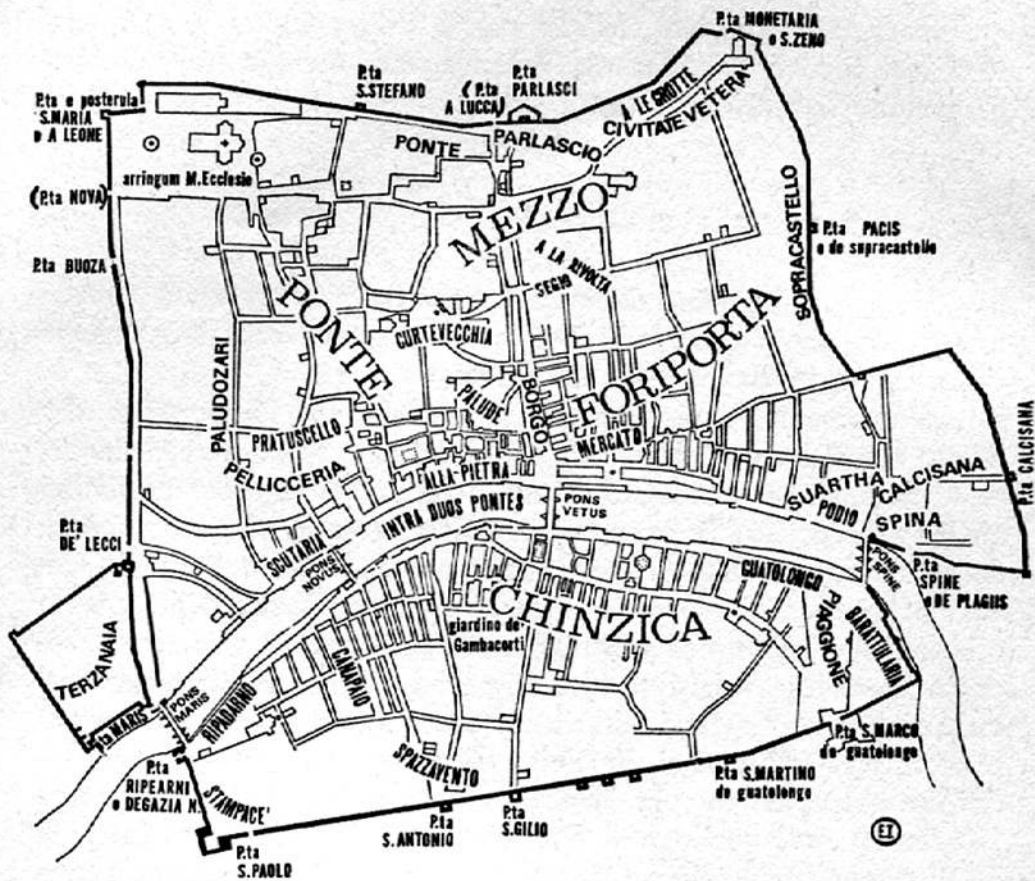 P.ta MONETARIA
o S.ZENO
P.ta
S.STEFANO
(P.ta
A LUCCA)
P.ta
PARLASCI
P.ta e posterula
S.MARIA
o A LEONE
A LE GROTTE
CIVITATE VETERA
PONTE
PARLASCIO
arringum M.Ecclesie
(P.ta NOVA)
MEZZO
P.ta PACIS
o de supracastello
SOPRACASTELLO
P.ta BUOZA
A LA RIVOLTA
SEGIO
PONTE
CURTEVECCHIA
FORIPORTA
PALUDOZARI
BORGO
PALUDE
PRATUSCELLO
MERCATO
P.ta CALCISANA
PELLICCERIA
ALLA-PIETRA
SUARTHA
CALCISANA
PODIO
SPINA
INTRA DUOS PONTES
PONS
VETUS
P.ta
DE' LECCI
SCUTARIA
PONS
NOVUS
GUATOLONGO
PONS
SPINE
P.ta
SPINE
o DE PLAGIIS
CHINZICA
giardino de'
Gambacorti
PIAGGIONE
BARATTULARIA
TERZANAIA
CAMAPAIO
PONS
MARIS
RIPADARNO
P.ta MARIS
P.ta S.MARCO
de guatolongo
SPAZZAVENTO
P.ta
RIPEARNI
o DEGAZIA N.
P.ta S.MARTINO
de guatolongo
STAMPACE'
P.ta
S.ANTONIO
P.ta
S.GILIO
EI
P.ta
S.PAOLO